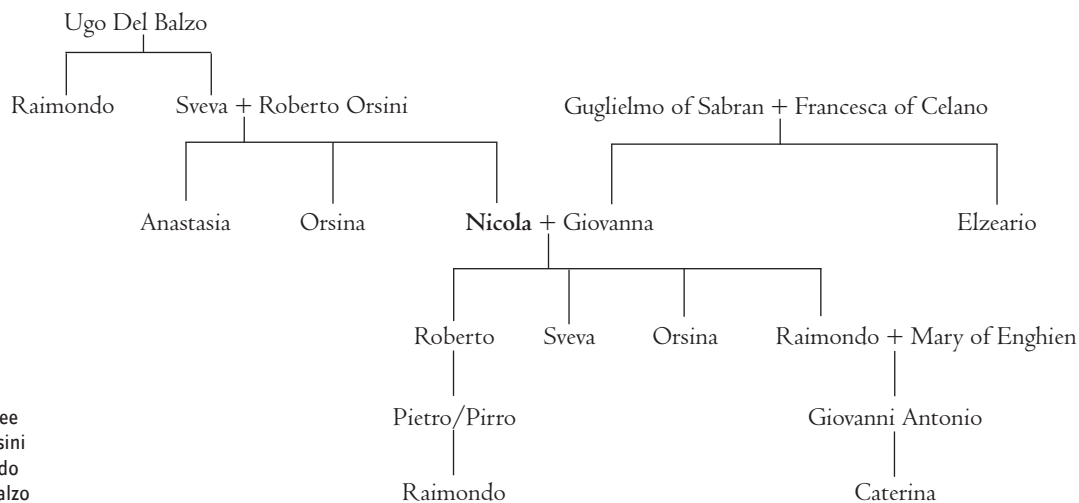 Ugo Del Balzo
Raimondo Sveva + Roberto Orsini Guglielmo of Sabran + Francesca of Celano
Anastasia Orsina Nicola + Giovanna Elzeario
Roberto Sveva Orsina Raimondo + Mary of Enghien
Pietro/Pirro Giovanni Antonio
Raimondo Caterina